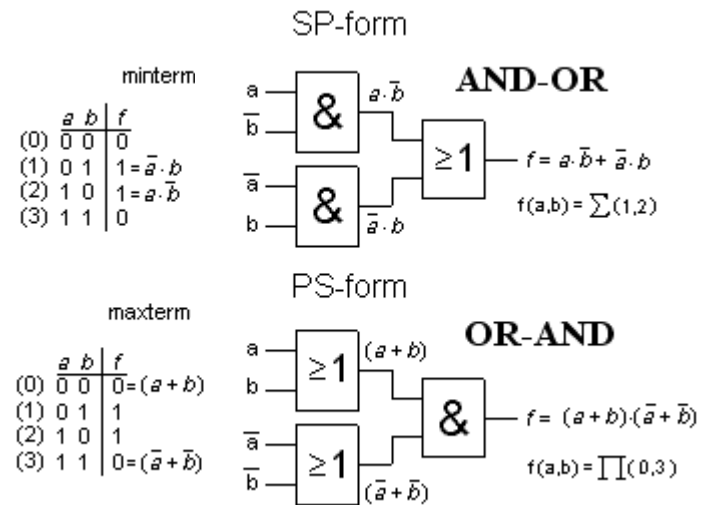 SP-form
minterm
AND-OR
a b f
(0) 0 0 0
(1) 0 1 1 = a̅ · b
(2) 1 0 1 = a · b̅
(3) 1 1 0
a
b̅
&
a · b̅
a̅
b
&
a̅ · b
≥1
f = a · b̅ + a̅ · b
f(a,b) = ∑(1,2)
PS-form
maxterm
OR-AND
a b f
(0) 0 0 0 = (a + b)
(1) 0 1 1
(2) 1 0 1
(3) 1 1 0 = (a̅ + b̅)
a
b
≥1
(a + b)
a̅
b̅
≥1
(a̅ + b̅)
&
f = (a + b)·(a̅ + b̅)
f(a,b) = ∏(0,3)